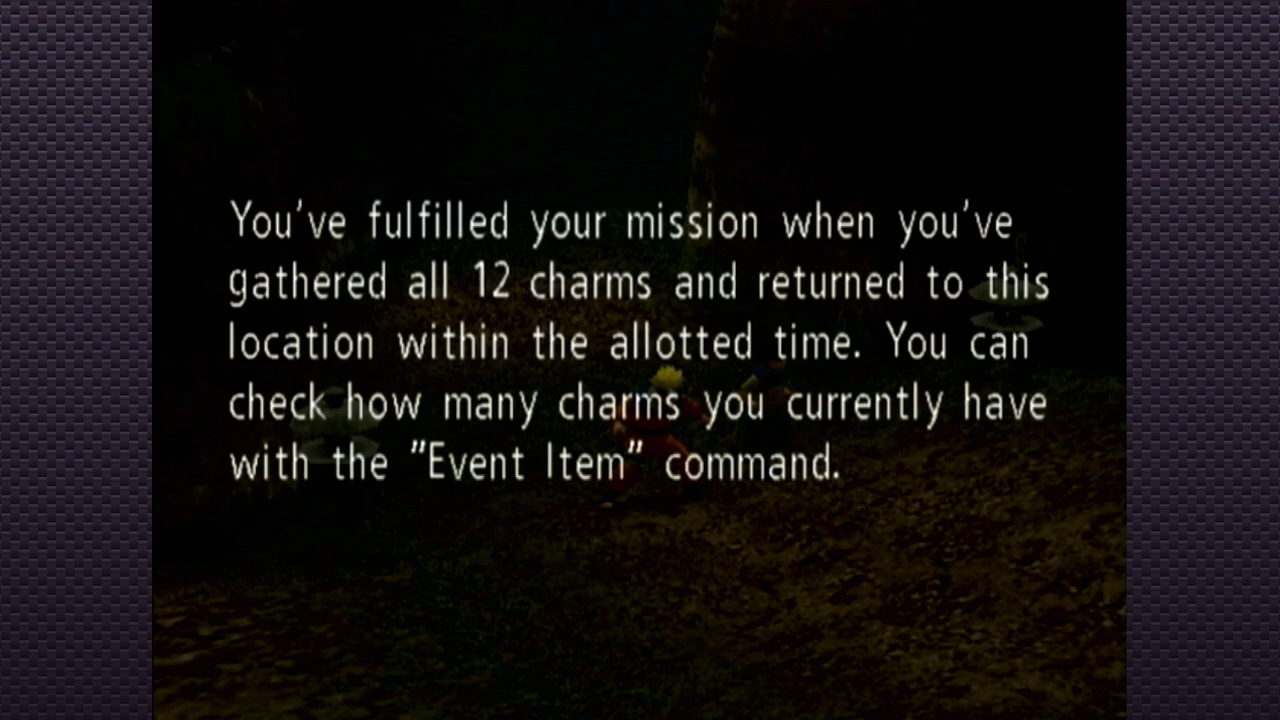 You've fulfilled your mission when you've
gathered all 12 charms and returned to this
location within the allotted time. You can
check how many charms you currently have
with the "Event Item" command.